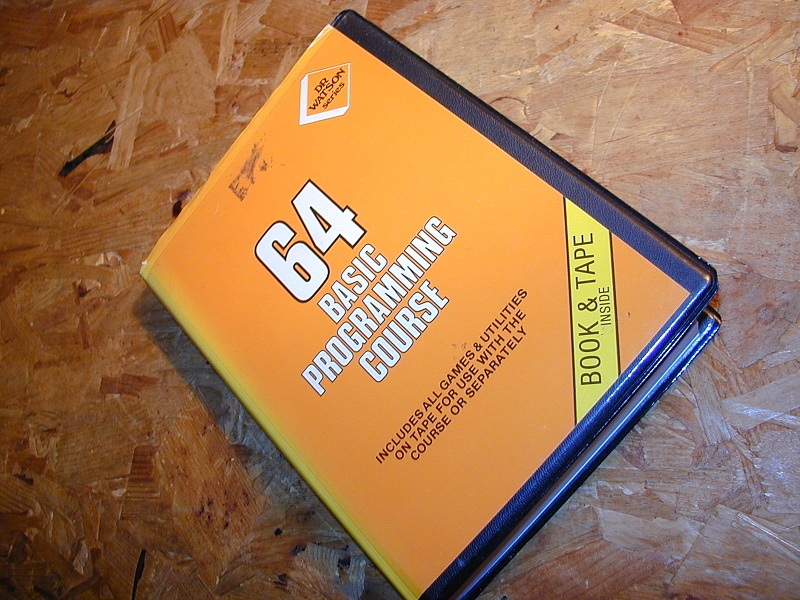 DR
WATSON
series
64
BASIC
PROGRAMMING
COURSE
INCLUDES ALL GAMES & UTILITIES
ON TAPE FOR USE WITH THE
COURSE OR SEPARATELY
BOOK & TAPE
INSIDE